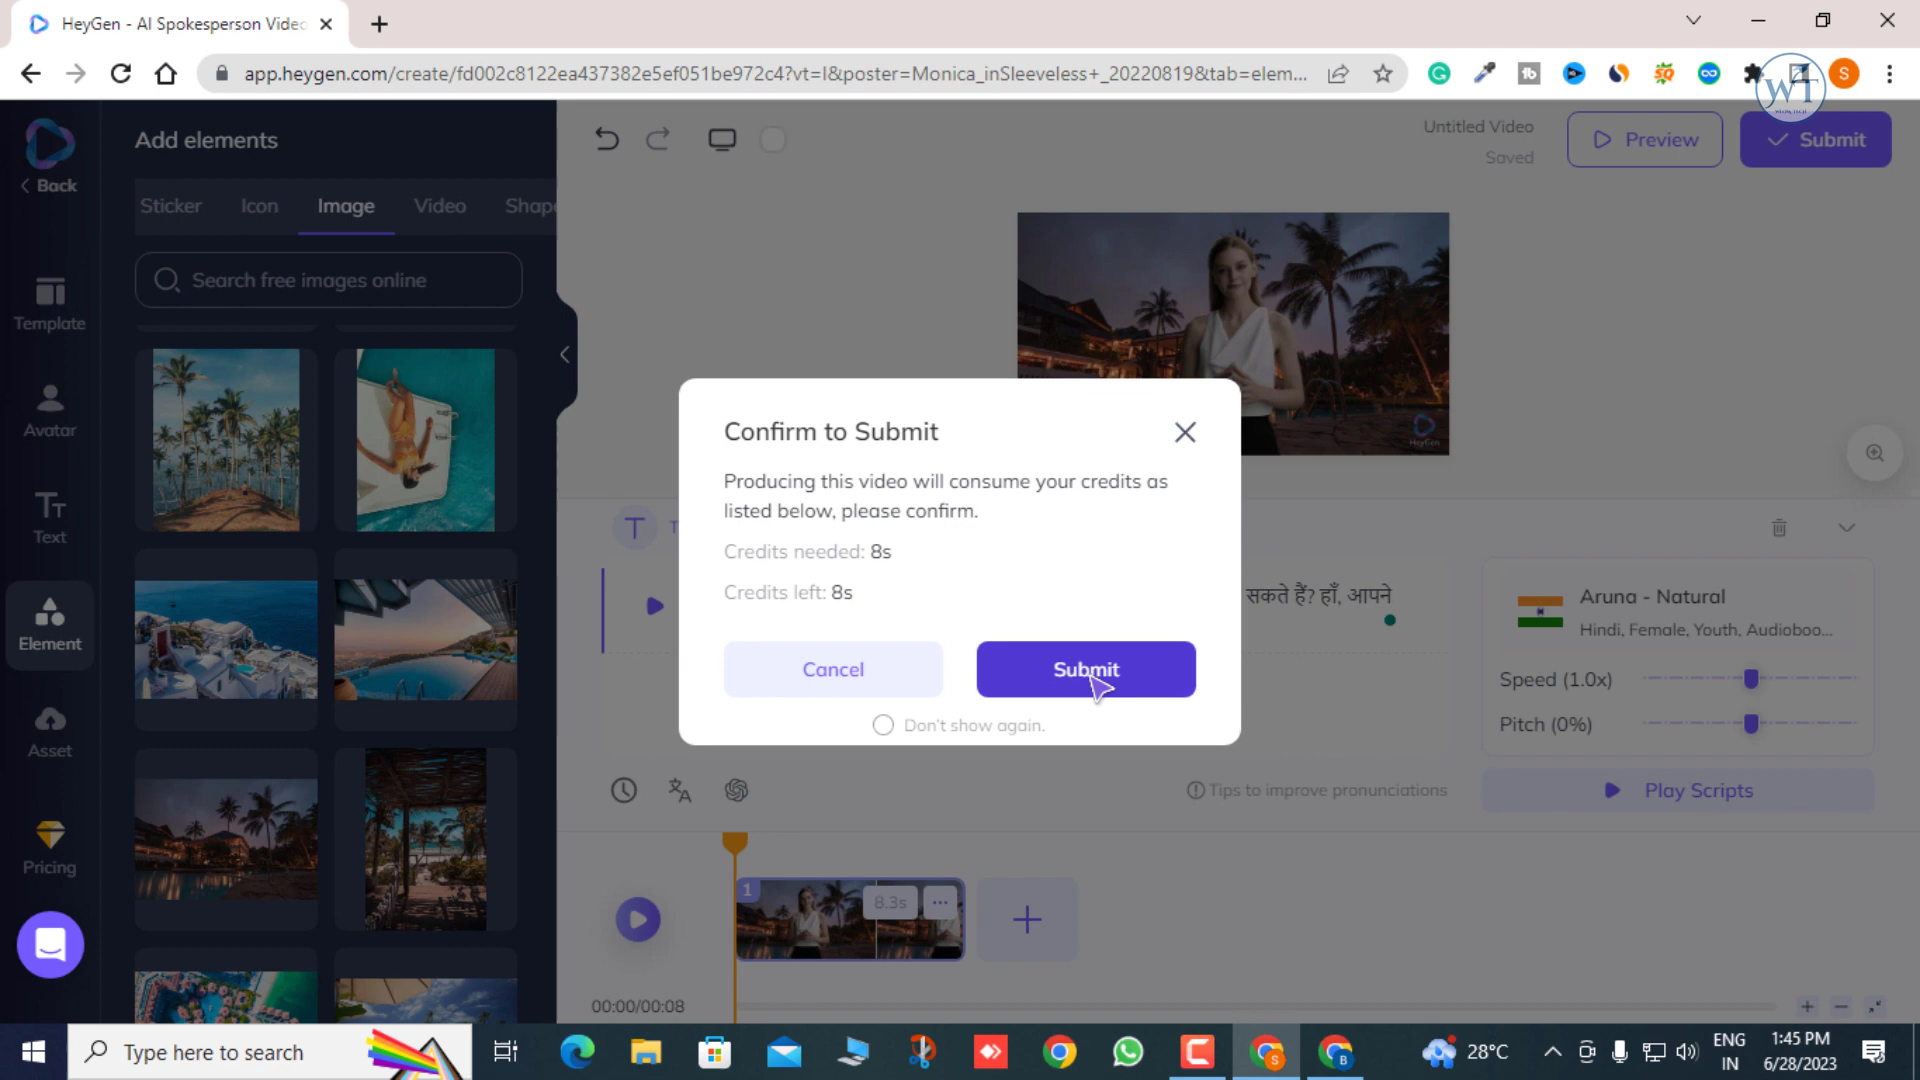 HeyGen - AI Spokesperson Video
app.heygen.com/create/fd002c8122ea437382e5ef051be972c4?vt=l&poster=Monica_inSleeveless+_20220819&tab=elem...
S
WT
Back
Add elements
Sticker
Icon
Image
Video
Shape
Search free images online
Untitled Video
Saved
Preview
Submit
Template
Avatar
Text
Element
Asset
Pricing
HeyGen
Confirm to Submit
Producing this video will consume your credits as
listed below, please confirm.
Credits needed: 8s
Credits left: 8s
Cancel
Submit
Don't show again.
सकते हैं? हाँ, आपने
Aruna - Natural
Hindi, Female, Youth, Audioboo...
Speed (1.0x)
Pitch (0%)
Tips to improve pronunciations
Play Scripts
1
8.3s
00:00/00:08
Type here to search
28°C
ENG
IN
1:45 PM
6/28/2023